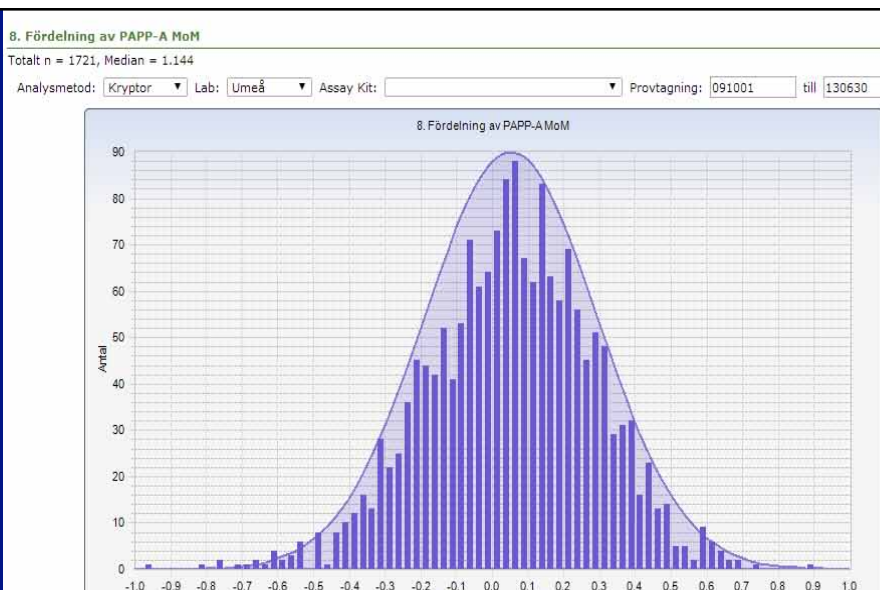 8. Fördelning av PAPP-A MoM
Totalt n = 1721, Median = 1.144
Analysmetod: Kryptor Lab: Umeå Assay Kit: Provtagning: 091001 till 130630
8. Fördelning av PAPP-A MoM
90
80
70
60
50
40
30
20
10
0
Antal
-1.0 -0.9 -0.8 -0.7 -0.6 -0.5 -0.4 -0.3 -0.2 -0.1 0.0 0.1 0.2 0.3 0.4 0.5 0.6 0.7 0.8 0.9 1.0